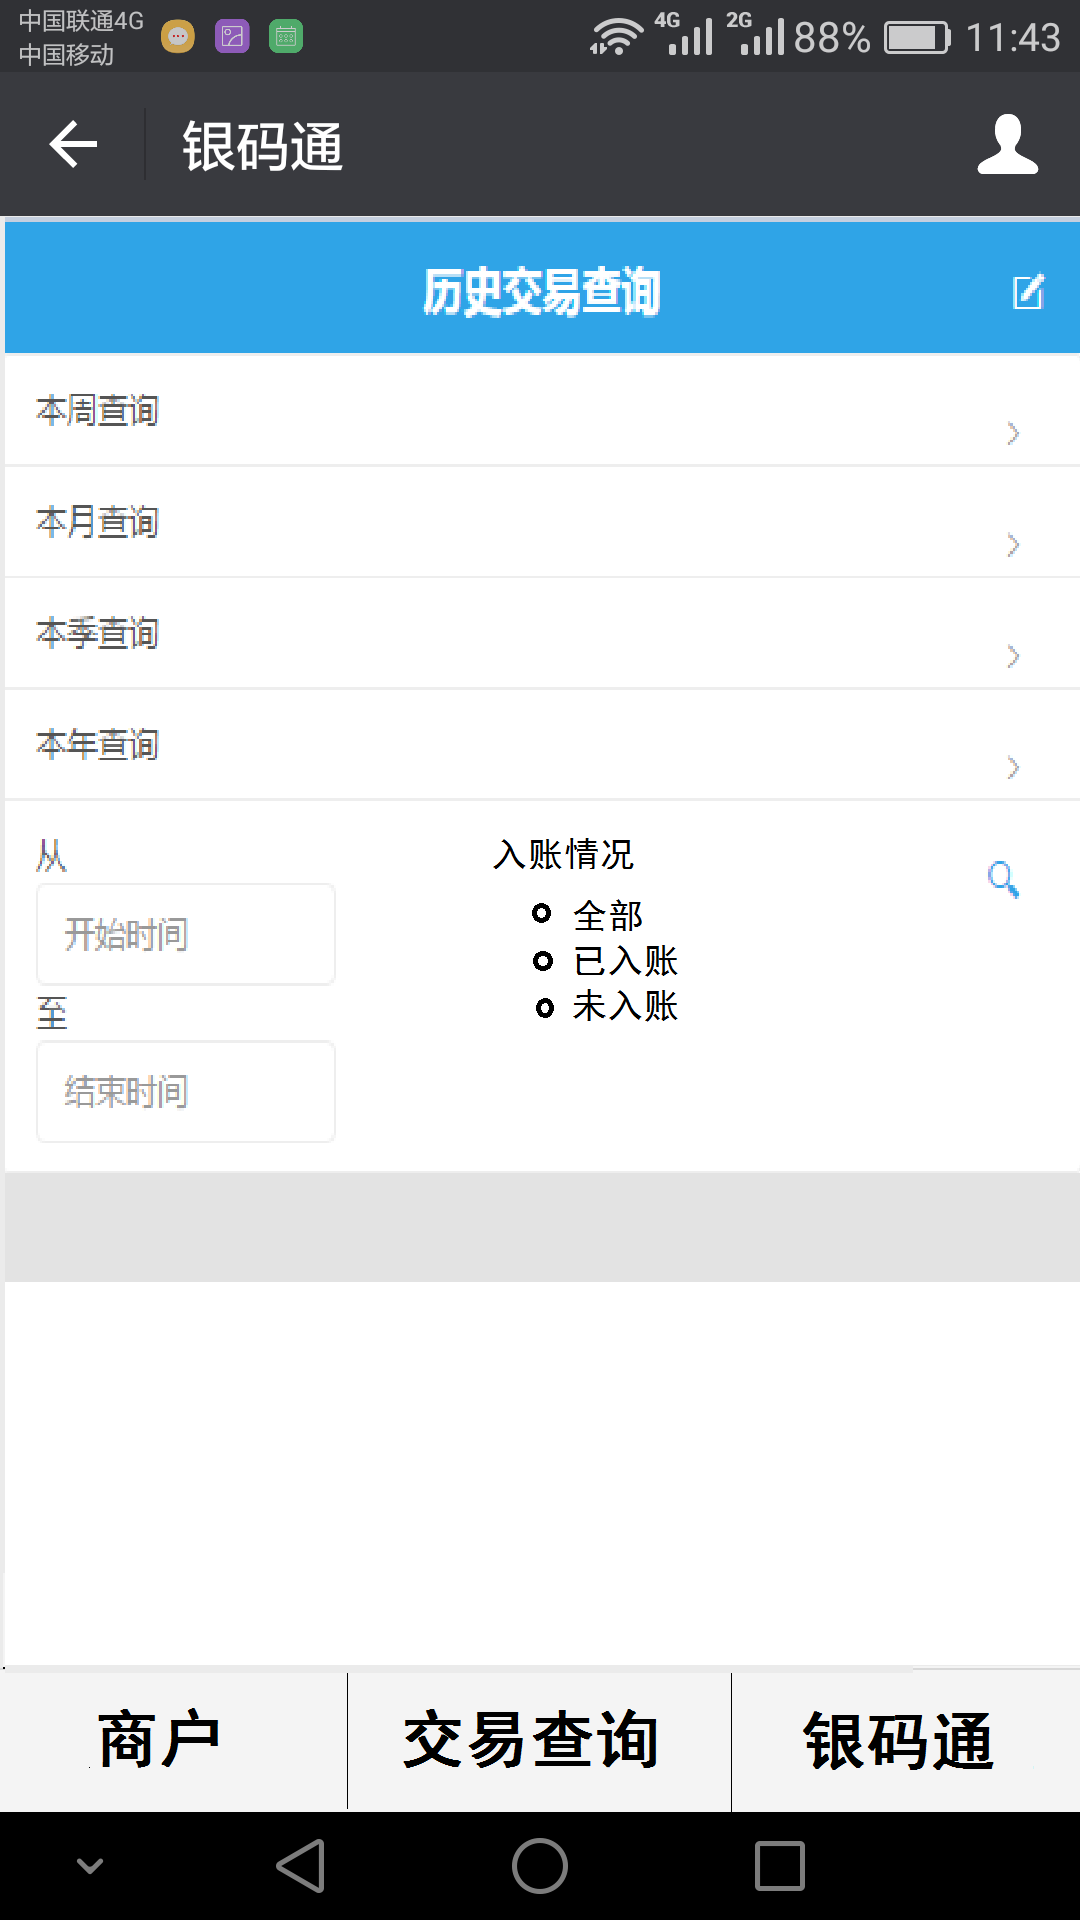 中国联通4G
中国移动
4G 2G 88% 11:43
银码通
历史交易查询
本周查询
本月查询
本季查询
本年查询
从
开始时间
至
结束时间
入账情况
全部
已入账
未入账
商户 交易查询 银码通